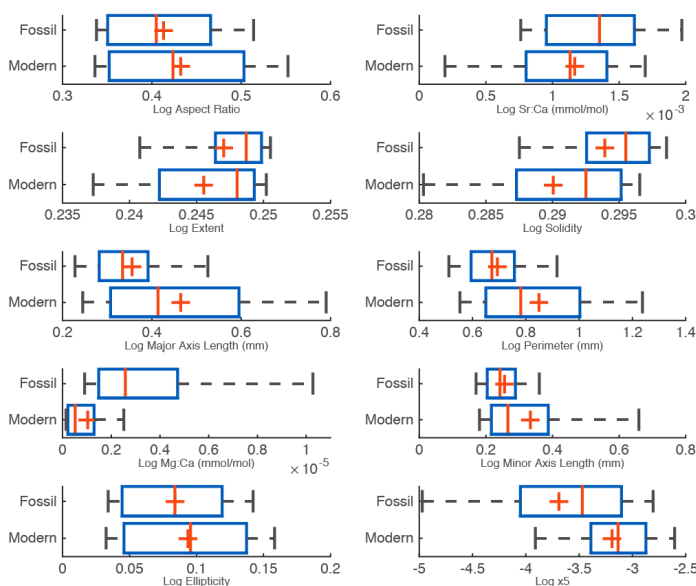 Fossil
Modern
0.3 0.4 0.5 0.6
Log Aspect Ratio
Fossil
Modern
0 0.5 1 1.5 2
Log Sr:Ca (mmol/mol) × 10⁻³
Fossil
Modern
0.235 0.24 0.245 0.25 0.255
Log Extent
Fossil
Modern
0.28 0.285 0.29 0.295 0.3
Log Solidity
Fossil
Modern
0.2 0.4 0.6 0.8
Log Major Axis Length (mm)
Fossil
Modern
0.4 0.6 0.8 1 1.2 1.4
Log Perimeter (mm)
Fossil
Modern
0 0.2 0.4 0.6 0.8 1
Log Mg:Ca (mmol/mol) × 10⁻⁵
Fossil
Modern
0 0.2 0.4 0.6 0.8
Log Minor Axis Length (mm)
Fossil
Modern
0 0.05 0.1 0.15 0.2
Log Ellipticity
Fossil
Modern
-5 -4.5 -4 -3.5 -3 -2.5
Log x5